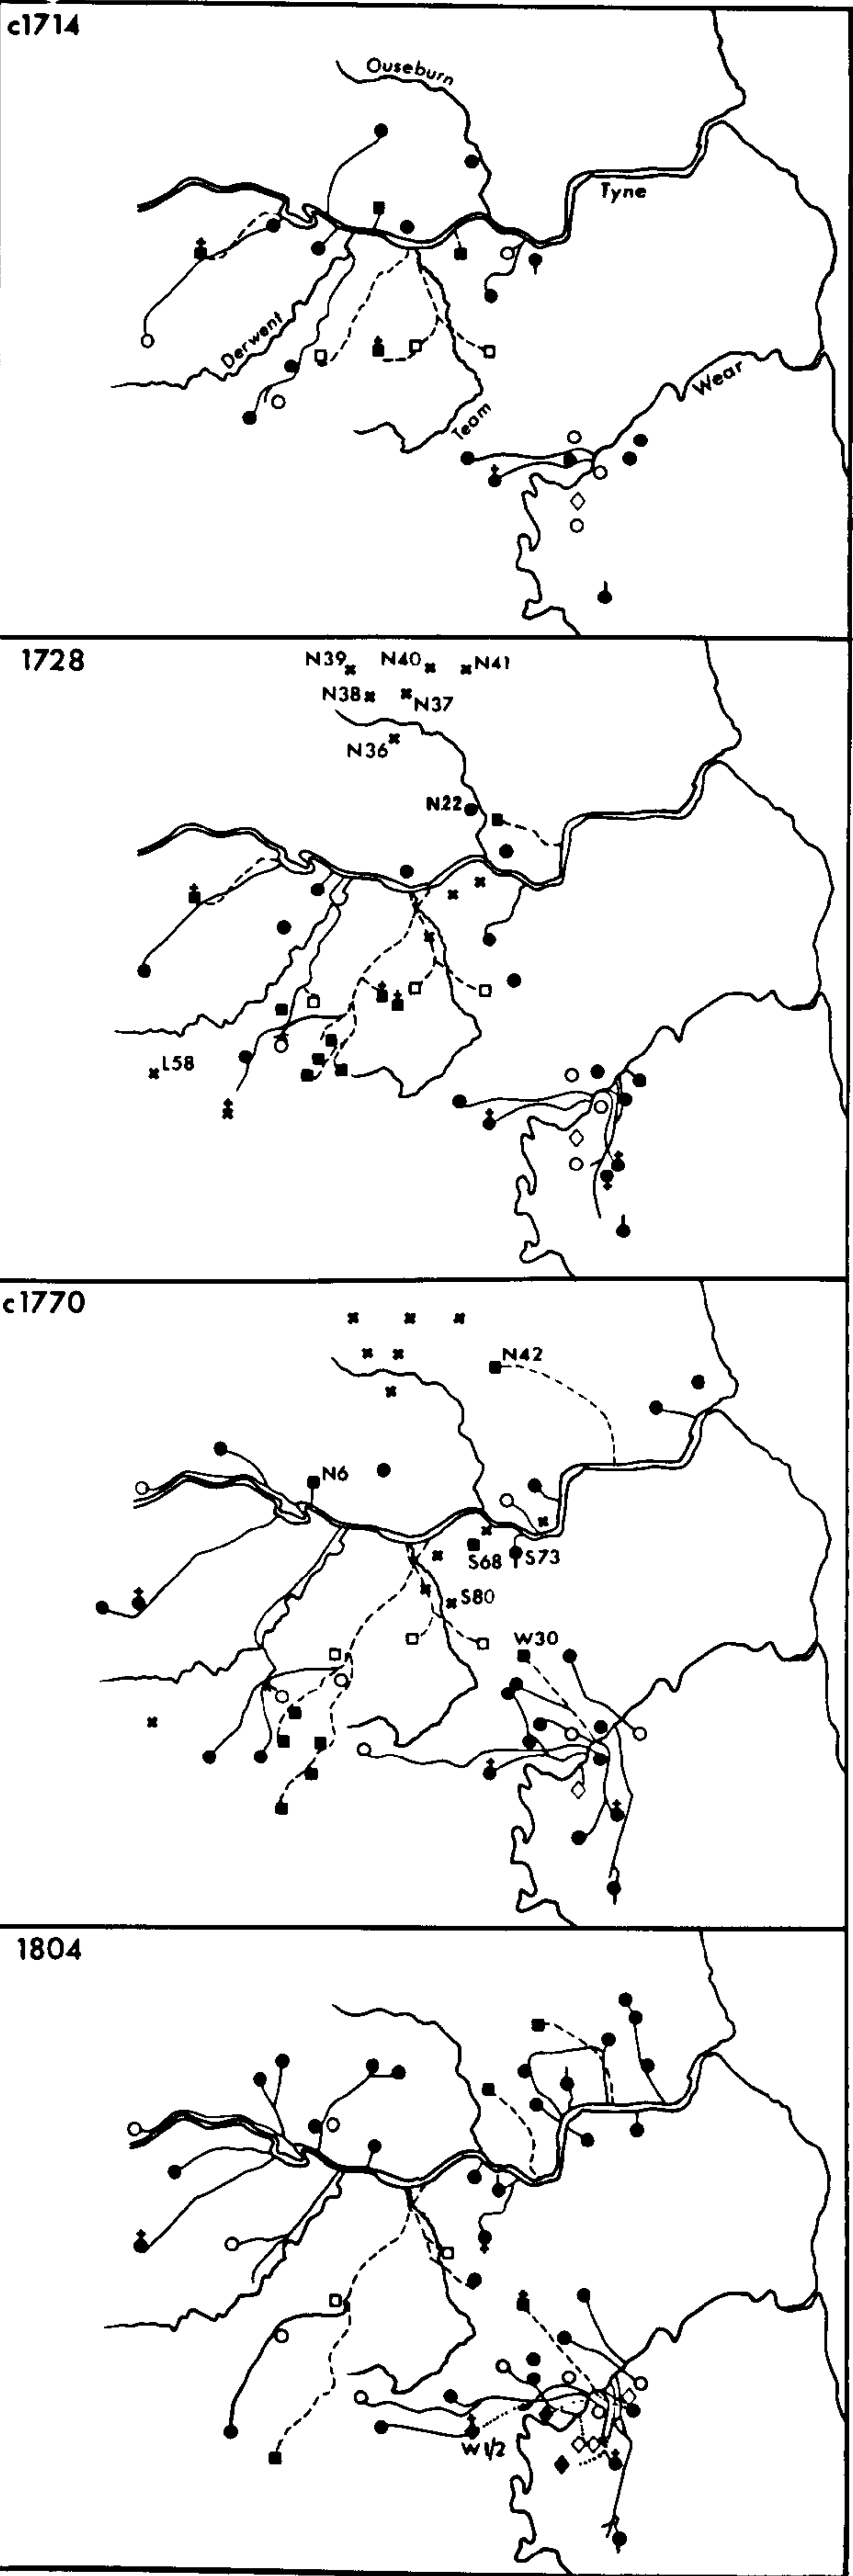 c1714
Ouseburn
Tyne
Derwent
Wear
Team
1728
N39 N40 N41
N38 N37
N36
N22
L58
c1770
N42
N6
S68 S73
S80
W30
1804
W1/2